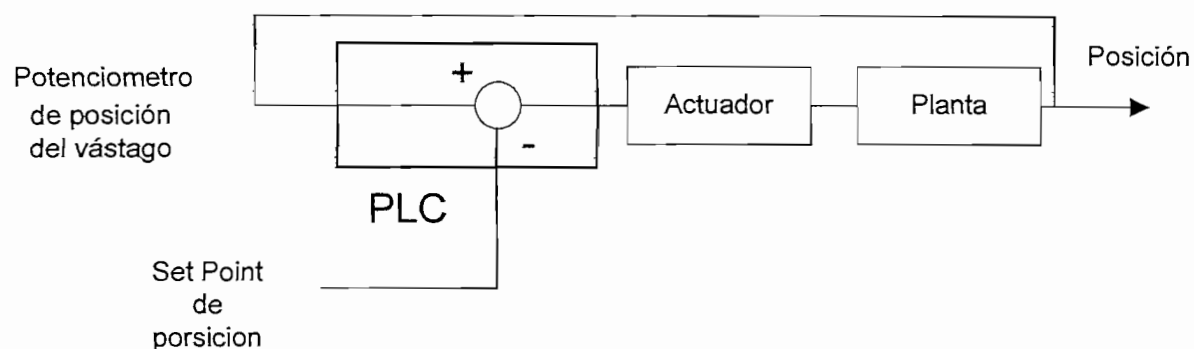 Potenciometro
de posición
del vástago
+
-
PLC
Actuador
Planta
Posición
Set Point
de
porsicion